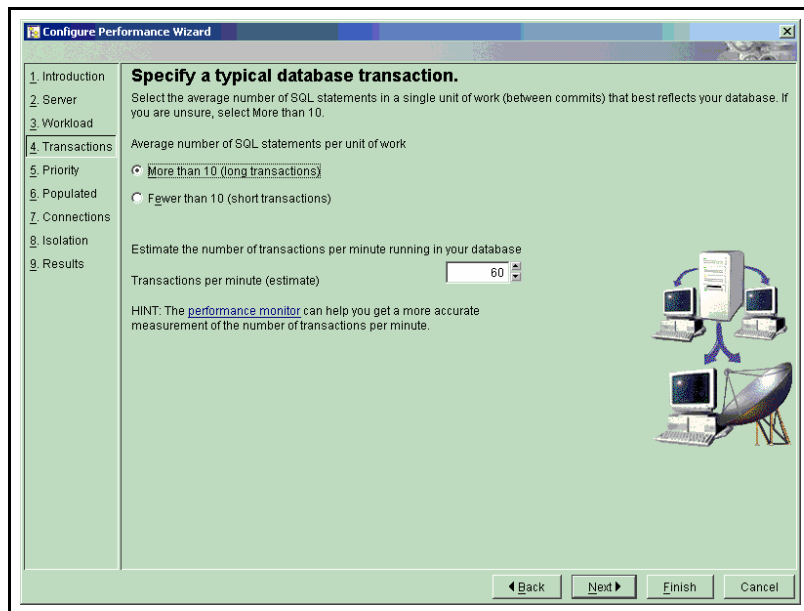 Configure Performance Wizard
1. Introduction
2. Server
3. Workload
4. Transactions
5. Priority
6. Populated
7. Connections
8. Isolation
9. Results
Specify a typical database transaction.
Select the average number of SQL statements in a single unit of work (between commits) that best reflects your database. If
you are unsure, select More than 10.
Average number of SQL statements per unit of work
More than 10 (long transactions)
Fewer than 10 (short transactions)
Estimate the number of transactions per minute running in your database
Transactions per minute (estimate) 60
HINT: The performance monitor can help you get a more accurate
measurement of the number of transactions per minute.
Back Next Finish Cancel